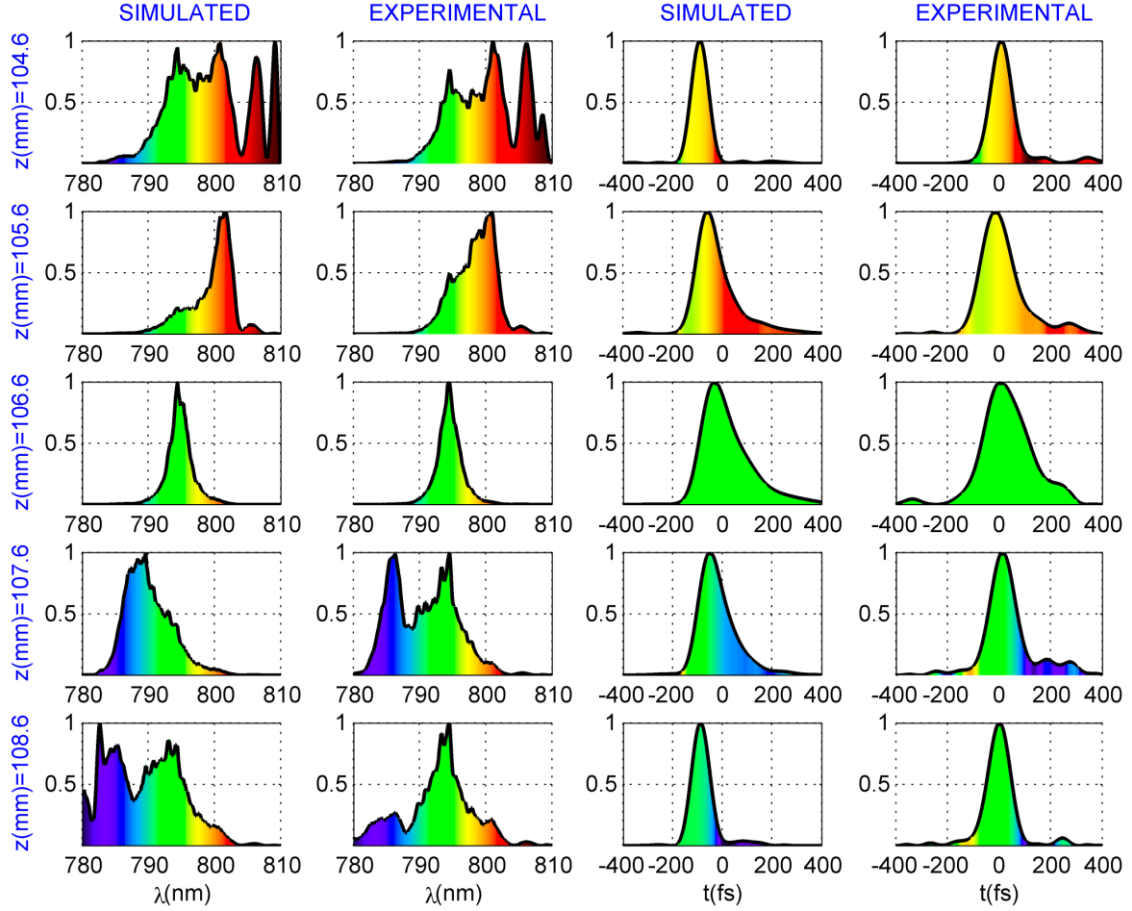 SIMULATED EXPERIMENTAL SIMULATED EXPERIMENTAL
z(mm)=104.6
1 1 1 1
0.5 0.5 0.5 0.5
780 790 800 810 780 790 800 810 -400 -200 0 200 400 -400 -200 0 200 400
z(mm)=105.6
1 1 1 1
0.5 0.5 0.5 0.5
780 790 800 810 780 790 800 810 -400 -200 0 200 400 -400 -200 0 200 400
z(mm)=106.6
1 1 1 1
0.5 0.5 0.5 0.5
780 790 800 810 780 790 800 810 -400 -200 0 200 400 -400 -200 0 200 400
z(mm)=107.6
1 1 1 1
0.5 0.5 0.5 0.5
780 790 800 810 780 790 800 810 -400 -200 0 200 400 -400 -200 0 200 400
z(mm)=108.6
1 1 1 1
0.5 0.5 0.5 0.5
780 790 800 810 780 790 800 810 -400 -200 0 200 400 -400 -200 0 200 400
λ(nm) λ(nm) t(fs) t(fs)